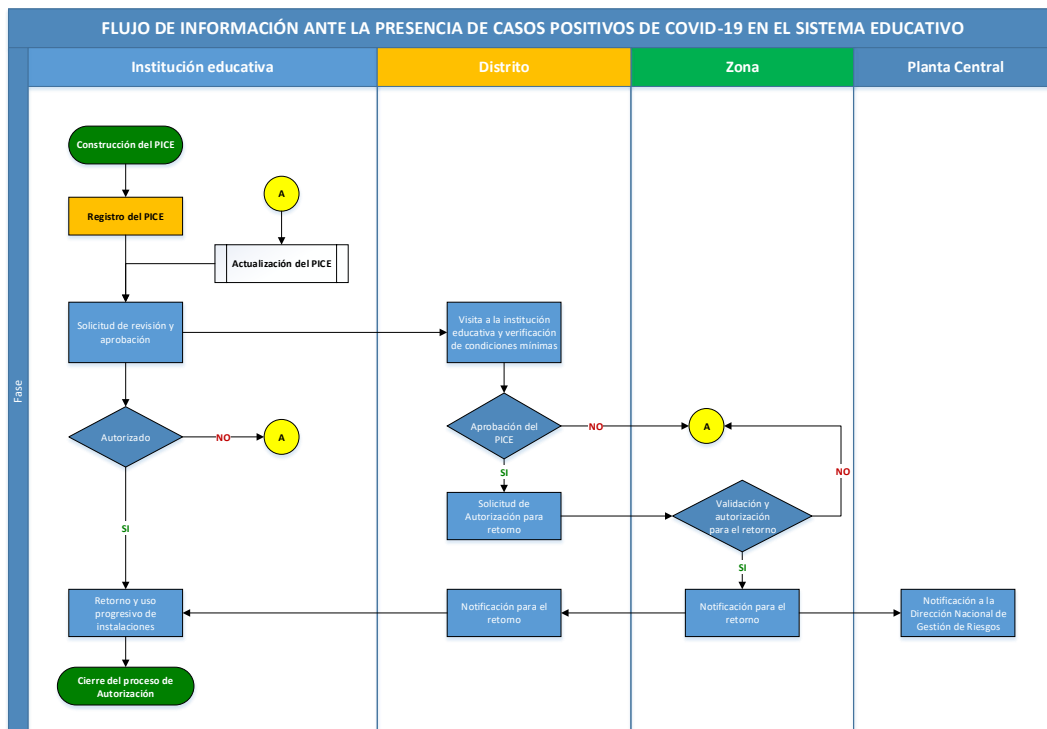 FLUJO DE INFORMACIÓN ANTE LA PRESENCIA DE CASOS POSITIVOS DE COVID-19 EN EL SISTEMA EDUCATIVO
Institución educativa
Distrito
Zona
Planta Central
Fase
Construcción del PICE
A
Registro del PICE
Actualización del PICE
Solicitud de revisión y
aprobación
Visita a la institución
educativa y verificación
de condiciones mínimas
Autorizado
NO
A
Aprobación del
PICE
NO
A
NO
SI
Solicitud de
Autorización para
retorno
Validación y
autorización
para el retorno
SI
SI
Retorno y uso
progresivo de
instalaciones
Notificación para el
retorno
Notificación para el
retorno
Notificación a la
Dirección Nacional de
Gestión de Riesgos
Cierre del proceso de
Autorización